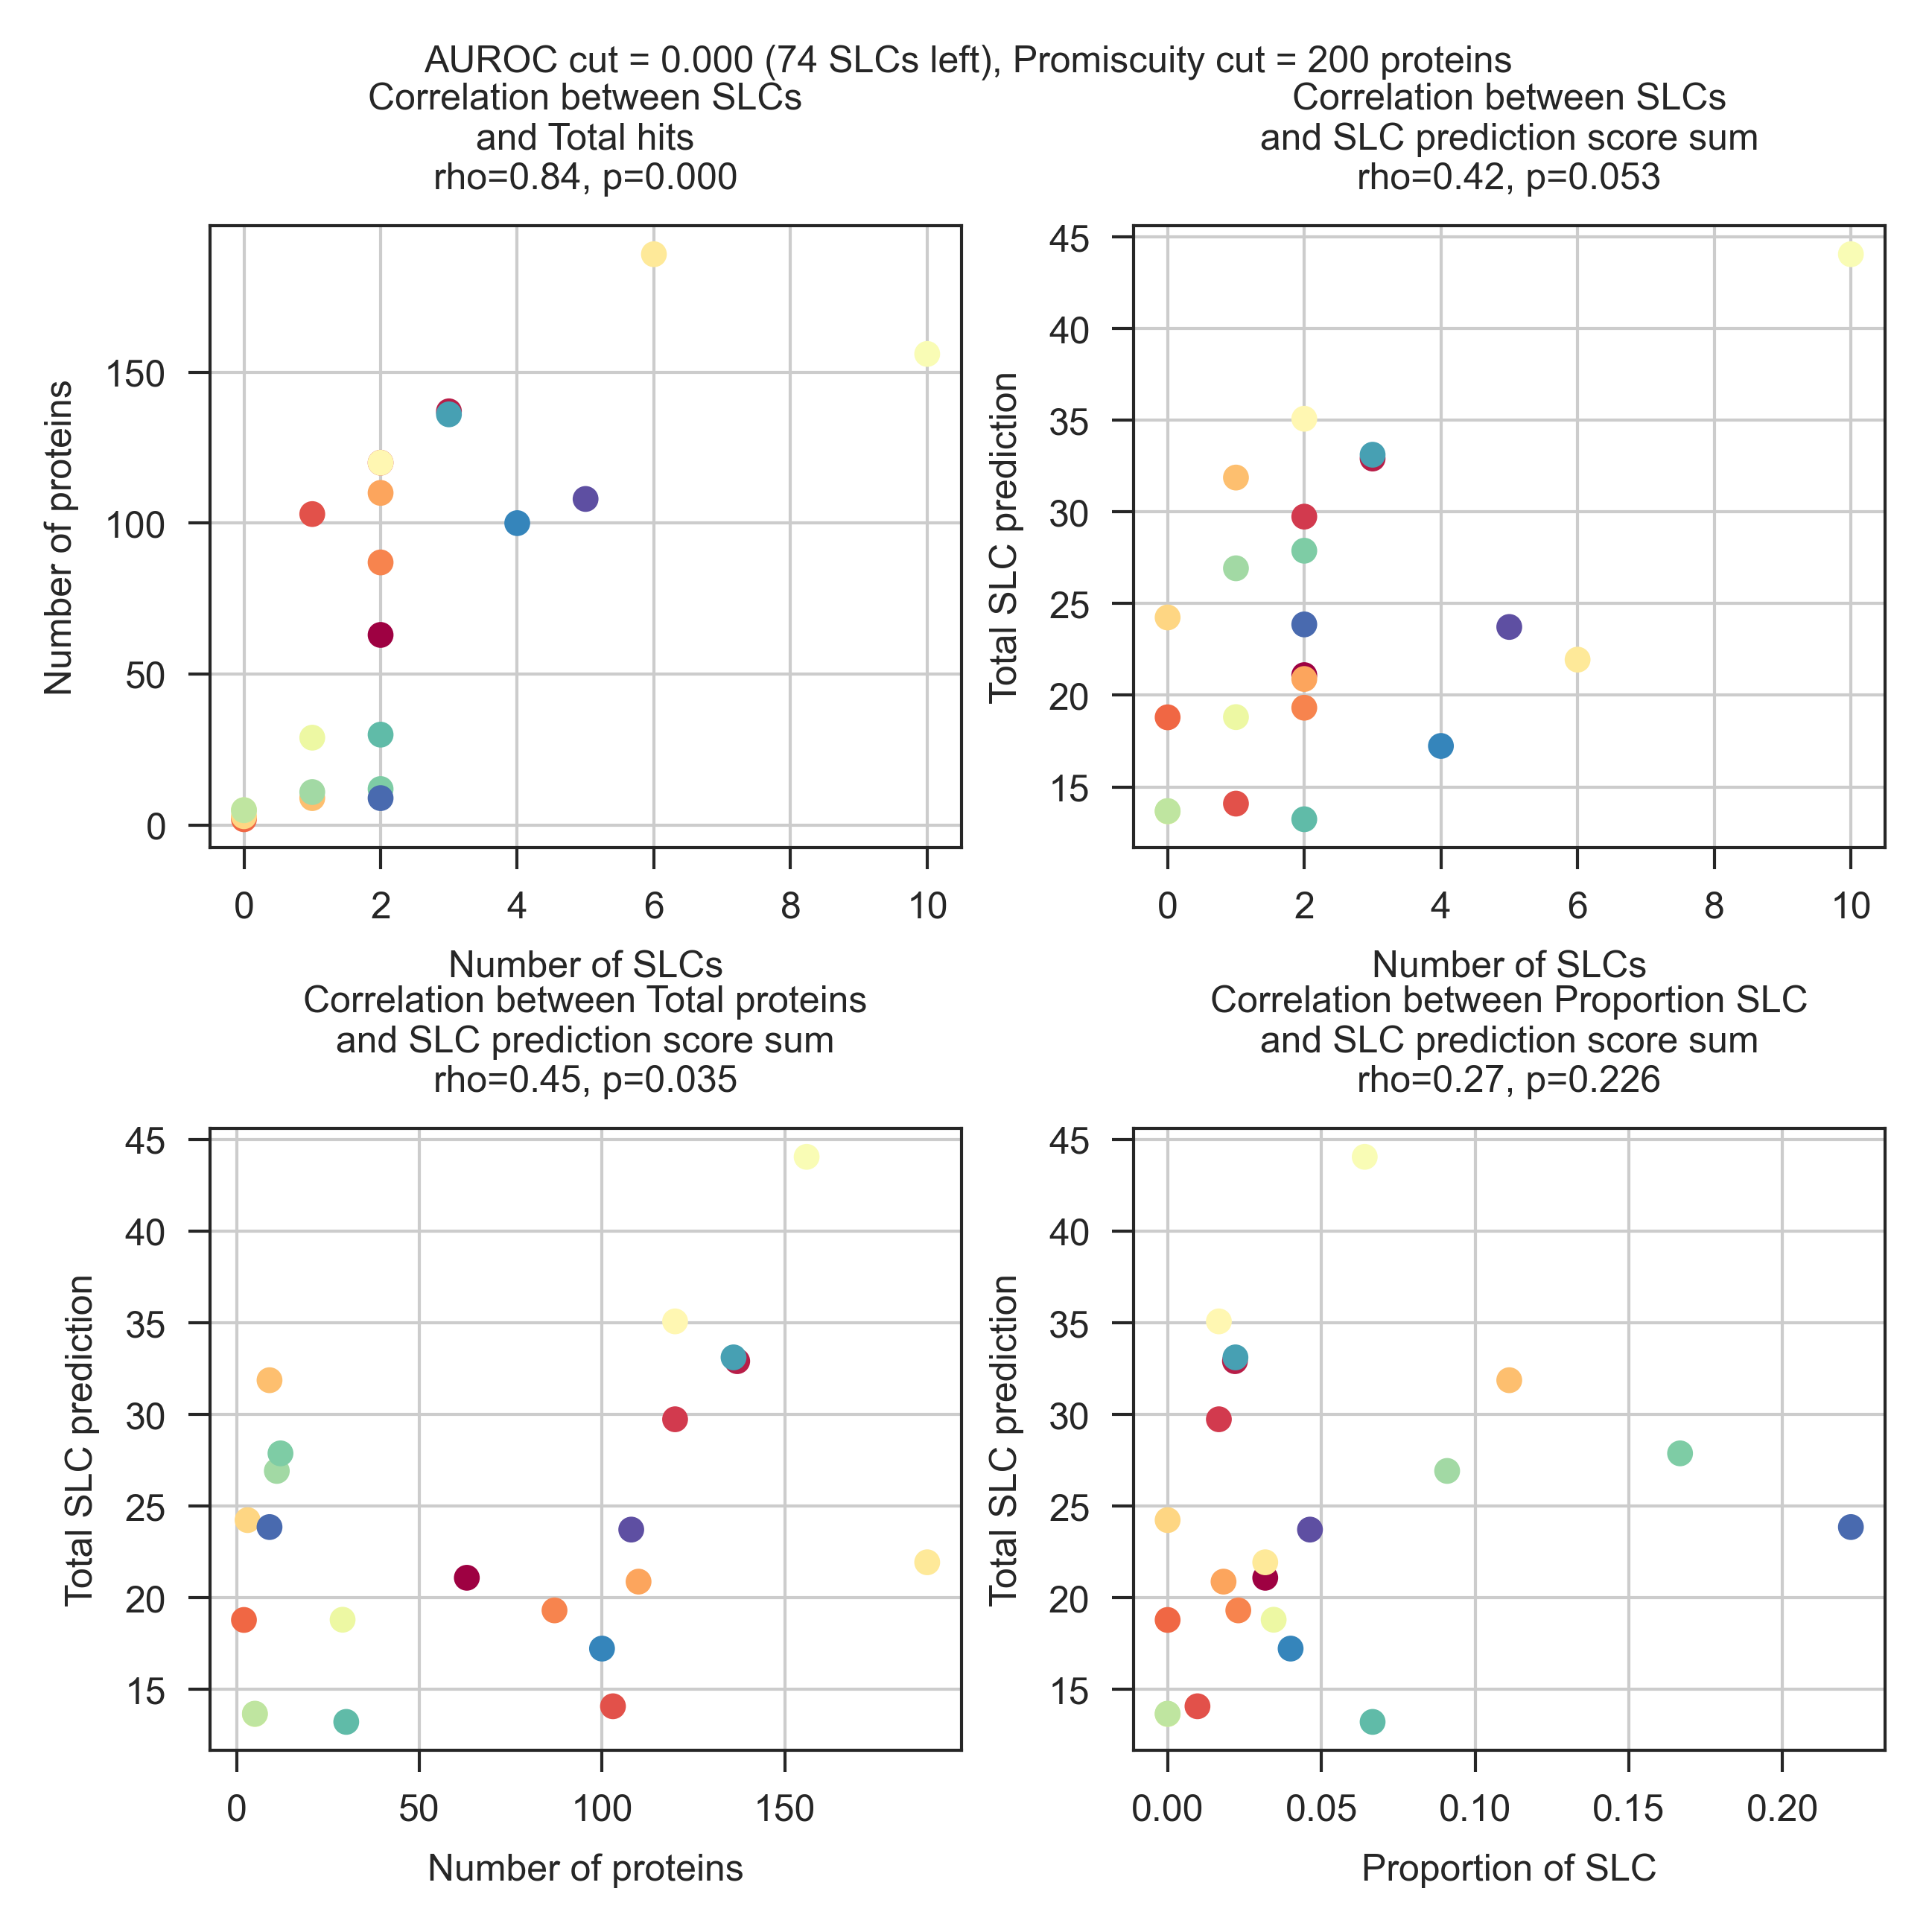 AUROC cut = 0.000 (74 SLCs left), Promiscuity cut = 200 proteins
Correlation between SLCs
and Total hits
rho=0.84, p=0.000
Number of proteins
150
100
50
0
0 2 4 6 8 10
Number of SLCs
Correlation between SLCs
and SLC prediction score sum
rho=0.42, p=0.053
Total SLC prediction
45
40
35
30
25
20
15
0 2 4 6 8 10
Number of SLCs
Correlation between Total proteins
and SLC prediction score sum
rho=0.45, p=0.035
Total SLC prediction
45
40
35
30
25
20
15
0 50 100 150
Number of proteins
Correlation between Proportion SLC
and SLC prediction score sum
rho=0.27, p=0.226
Total SLC prediction
45
40
35
30
25
20
15
0.00 0.05 0.10 0.15 0.20
Proportion of SLC